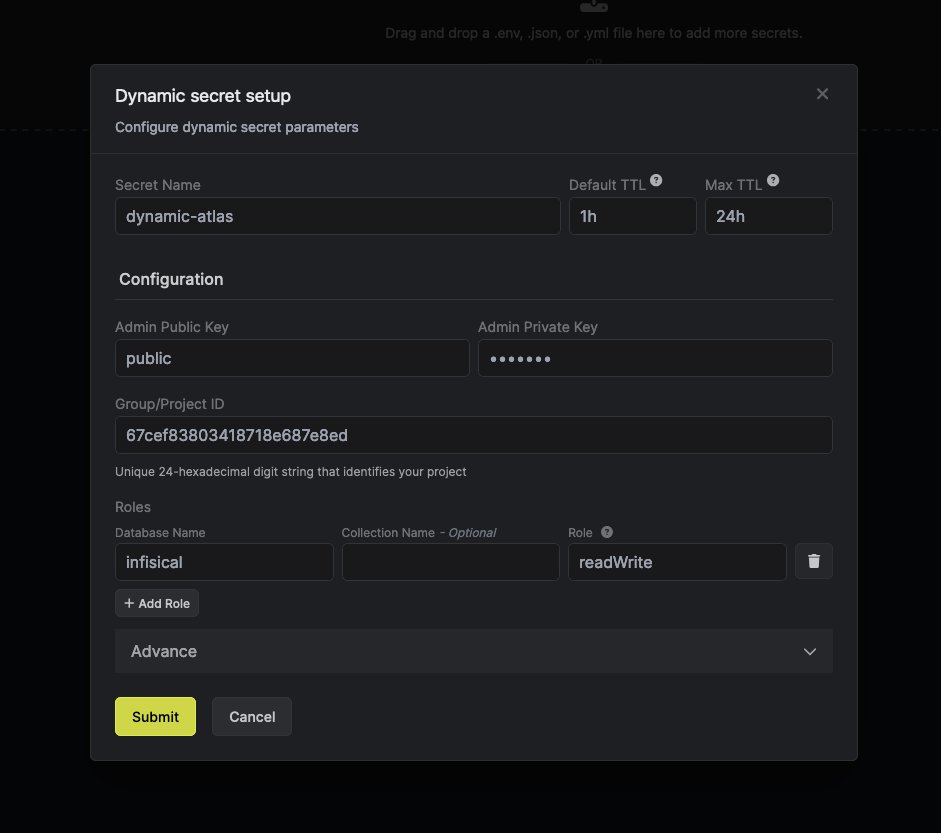 Drag and drop a .env, .json, or .yml file here to add more secrets.
OR
Dynamic secret setup
Configure dynamic secret parameters
Secret Name
Default TTL ?
Max TTL ?
dynamic-atlas
1h
24h
Configuration
Admin Public Key
Admin Private Key
public
•••••••
Group/Project ID
67cef83803418718e687e8ed
Unique 24-hexadecimal digit string that identifies your project
Roles
Database Name
Collection Name - Optional
Role ?
infisical
readWrite
+ Add Role
Advance
Submit
Cancel